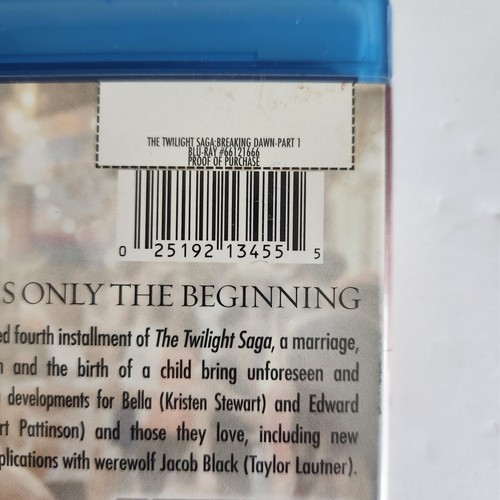 THE TWILIGHT SAGA:BREAKING DAWN-PART 1
BLU-RAY #66121666
PROOF OF PURCHASE
0 25192 13455 5
S ONLY THE BEGINNING
ed fourth installment of The Twilight Saga, a marriage,
n and the birth of a child bring unforeseen and
developments for Bella (Kristen Stewart) and Edward
rt Pattinson) and those they love, including new
plications with werewolf Jacob Black (Taylor Lautner).